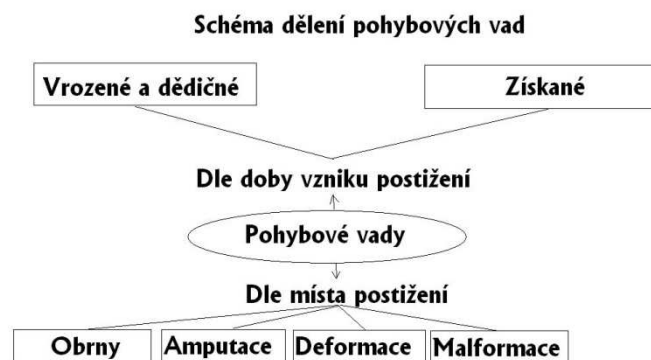 Schéma dělení pohybových vad
Vrozené a dědičné
Získané
Dle doby vzniku postižení
Pohybové vady
Dle místa postižení
Obrny
Amputace
Deformace
Malformace